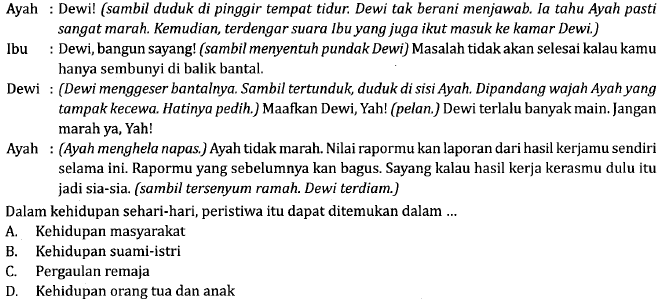 Ayah : Dewi! (sambil duduk di pinggir tempat tidur. Dewi tak berani menjawab. Ia tahu Ayah pasti
sangat marah. Kemudian, terdengar suara Ibu yang juga ikut masuk ke kamar Dewi.)
Ibu : Dewi, bangun sayang! (sambil menyentuh pundak Dewi) Masalah tidak akan selesai kalau kamu
hanya sembunyi di balik bantal.
Dewi : (Dewi menggeser bantalnya. Sambil tertunduk, duduk di sisi Ayah. Dipandang wajah Ayah yang
tampak kecewa. Hatinya pedih.) Maafkan Dewi, Yah! (pelan.) Dewi terlalu banyak main. Jangan
marah ya, Yah!
Ayah : (Ayah menghela napas.) Ayah tidak marah. Nilai rapormu kan laporan dari hasil kerjamu sendiri
selama ini. Rapormu yang sebelumnya kan bagus. Sayang kalau hasil kerja kerasmu dulu itu
jadi sia-sia. (sambil tersenyum ramah. Dewi terdiam.)
Dalam kehidupan sehari-hari, peristiwa itu dapat ditemukan dalam ...
A. Kehidupan masyarakat
B. Kehidupan suami-istri
C. Pergaulan remaja
D. Kehidupan orang tua dan anak